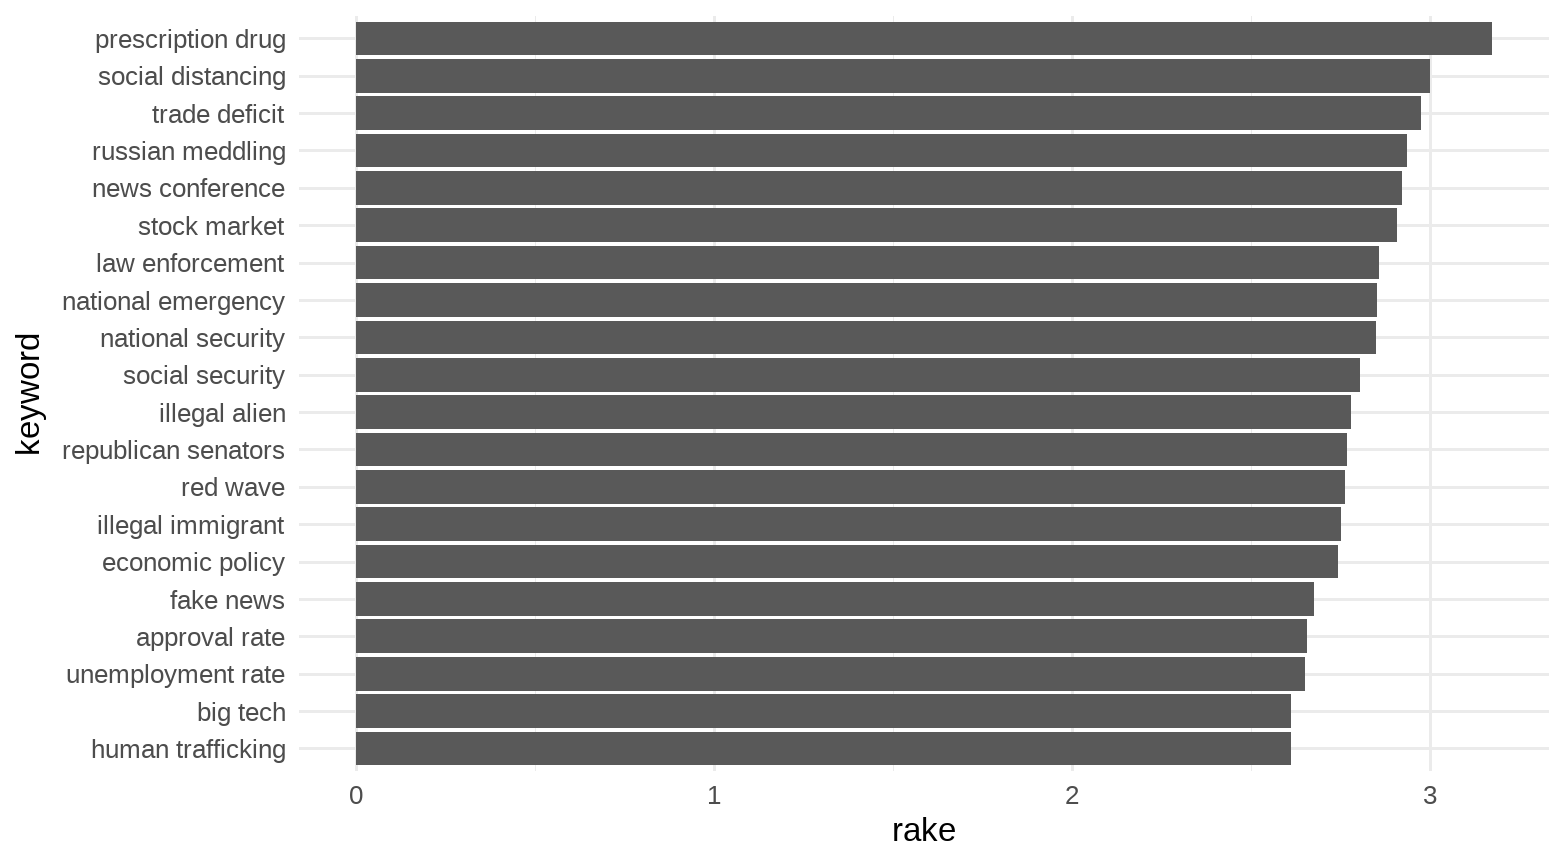 prescription drug
social distancing
trade deficit
russian meddling
news conference
stock market
law enforcement
national emergency
national security
social security
illegal alien
republican senators
red wave
illegal immigrant
economic policy
fake news
approval rate
unemployment rate
big tech
human trafficking
keyword
0 1 2 3
rake